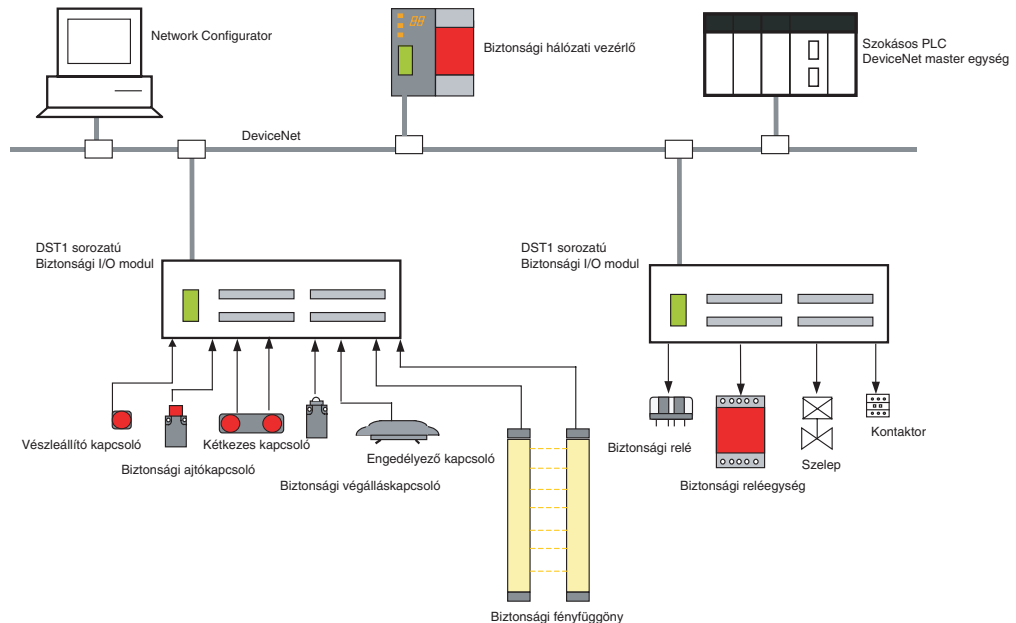 Network Configurator
88
Biztonsági hálózati vezérlő
Szokásos PLC
DeviceNet master egység
DeviceNet
DST1 sorozatú
Biztonsági I/O modul
DST1 sorozatú
Biztonsági I/O modul
Vészleállító kapcsoló
Kétkezes kapcsoló
Engedélyező kapcsoló
Biztonsági ajtókapcsoló
Biztonsági végálláskapcsoló
Biztonsági fényfüggöny
Biztonsági relé
Kontaktor
Szelep
Biztonsági reléegység